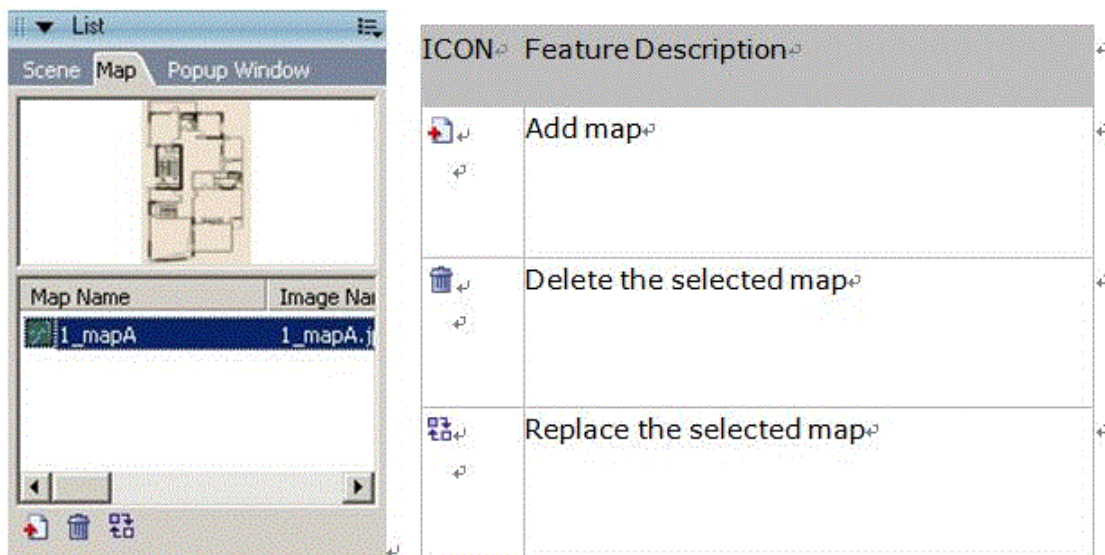 List
Scene Map Popup Window
Map Name Image Nai
1_mapA 1_mapA.j
ICON Feature Description
Add map
Delete the selected map
Replace the selected map